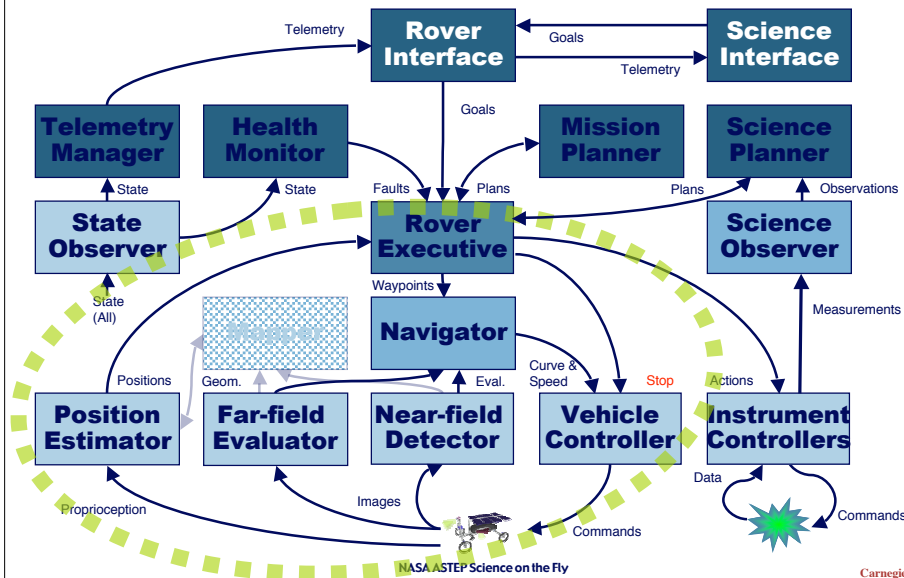 Telemetry
Rover
Interface
Goals
Science
Interface
Telemetry
Goals
Telemetry
Manager
Health
Monitor
Mission
Planner
Science
Planner
State
State
Faults
Plans
Plans
Observations
State
Observer
Rover
Executive
Science
Observer
State
(All)
Waypoints
Measurements
Mapper
Navigator
Positions
Geom.
Eval.
Curve &
Speed
Stop
Actions
Position
Estimator
Far-field
Evaluator
Near-field
Detector
Vehicle
Controller
Instrument
Controllers
Images
Data
Proprioception
Commands
Commands
NASA ASTEP Science on the Fly
Carnegie